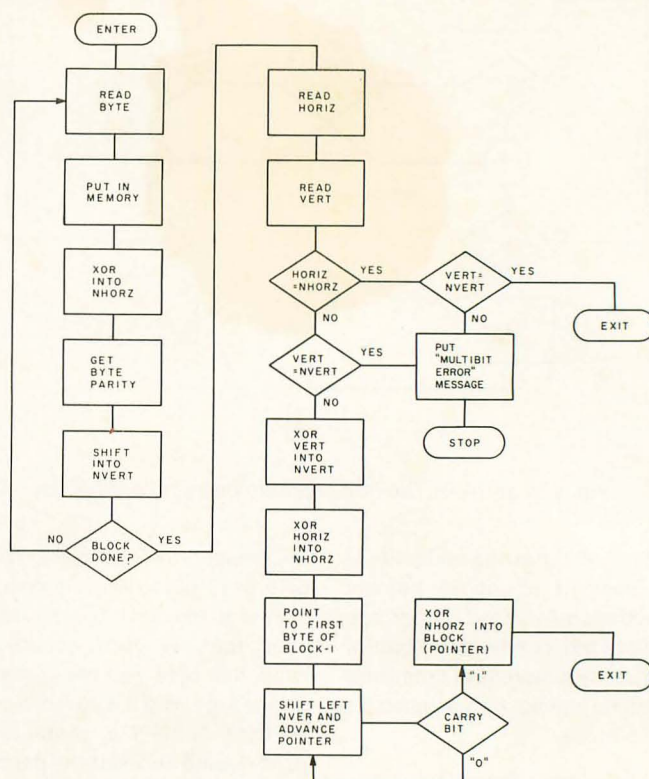 ENTER
READ
BYTE
PUT IN
MEMORY
XOR
INTO
NHORZ
GET
BYTE
PARITY
SHIFT
INTO
NVERT
BLOCK
DONE?
NO
YES
READ
HORIZ
READ
VERT
HORIZ
=NHORZ
YES
NO
VERT=
NVERT
YES
NO
EXIT
VERT
=NVERT
YES
NO
PUT
"MULTIBIT
ERROR"
MESSAGE
STOP
XOR
VERT
INTO
NVERT
XOR
HORIZ
INTO
NHORZ
POINT
TO FIRST
BYTE OF
BLOCK-1
SHIFT LEFT
NVER AND
ADVANCE
POINTER
CARRY
BIT
"1"
"0"
XOR
NHORZ INTO
BLOCK
(POINTER)
EXIT